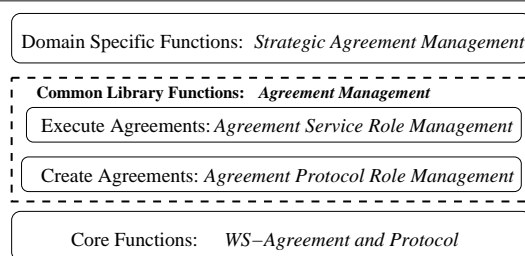 Domain Specific Functions: Strategic Agreement Management
Common Library Functions: Agreement Management
Execute Agreements: Agreement Service Role Management
Create Agreements: Agreement Protocol Role Management
Core Functions: WS−Agreement and Protocol